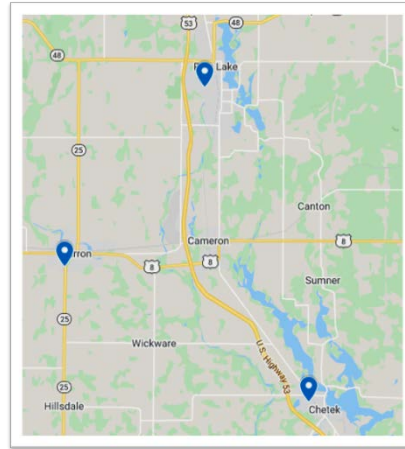 53
48
48
Lake
25
Canton
Cameron
8
rron
8
8
Sumner
25
Wickware
U.S. Highway 53
25
Hillsdale
Chetek